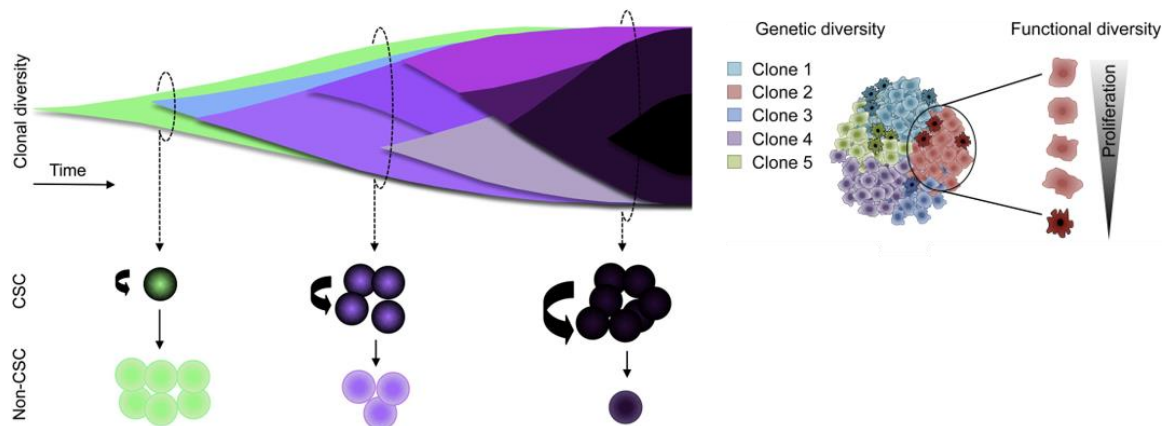 Clonal diversity
Time
CSC
Non-CSC
Genetic diversity
Clone 1
Clone 2
Clone 3
Clone 4
Clone 5
Functional diversity
Proliferation